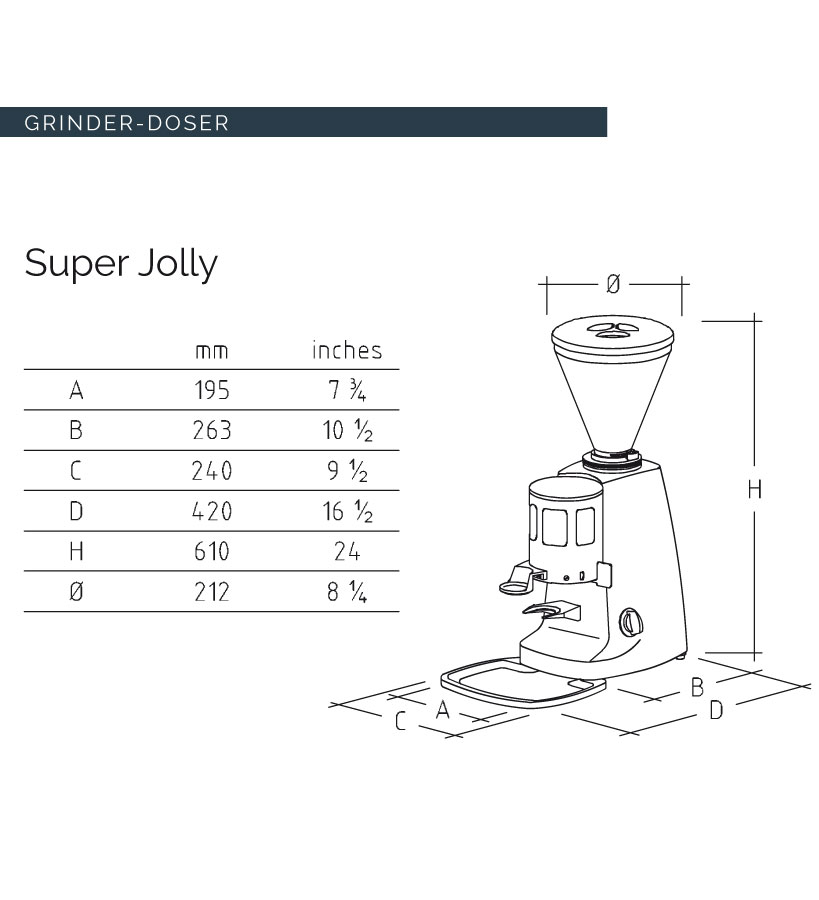 GRINDER-DOSER
Super Jolly
mm inches
A 195 7 ¾
B 263 10 ½
C 240 9 ½
D 420 16 ½
H 610 24
Ø 212 8 ¼
Ø
H
B
D
A
C